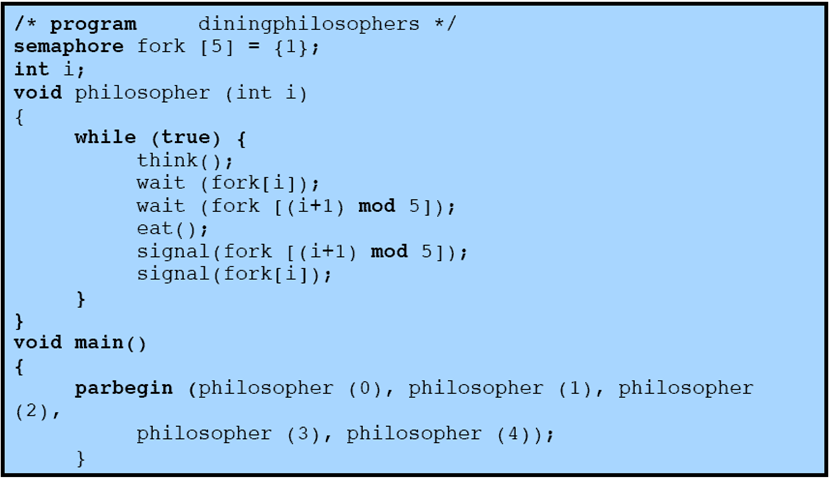 /* program diningphilosophers */
semaphore fork [5] = {1};
int i;
void philosopher (int i)
{
while (true) {
think();
wait (fork[i]);
wait (fork [(i+1) mod 5]);
eat();
signal(fork [(i+1) mod 5]);
signal(fork[i]);
}
}
void main()
{
parbegin (philosopher (0), philosopher (1), philosopher
(2),
philosopher (3), philosopher (4));
}